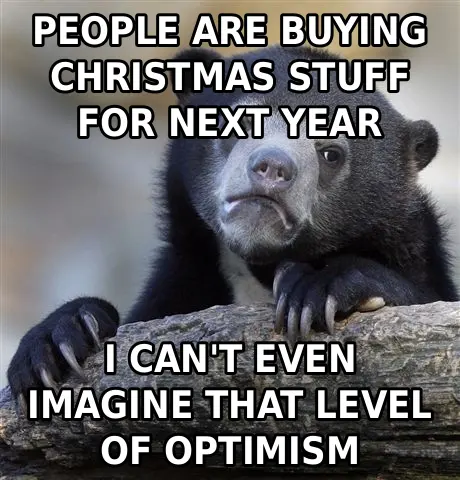 PEOPLE ARE BUYING
CHRISTMAS STUFF
FOR NEXT YEAR
I CAN'T EVEN
IMAGINE THAT LEVEL
OF OPTIMISM